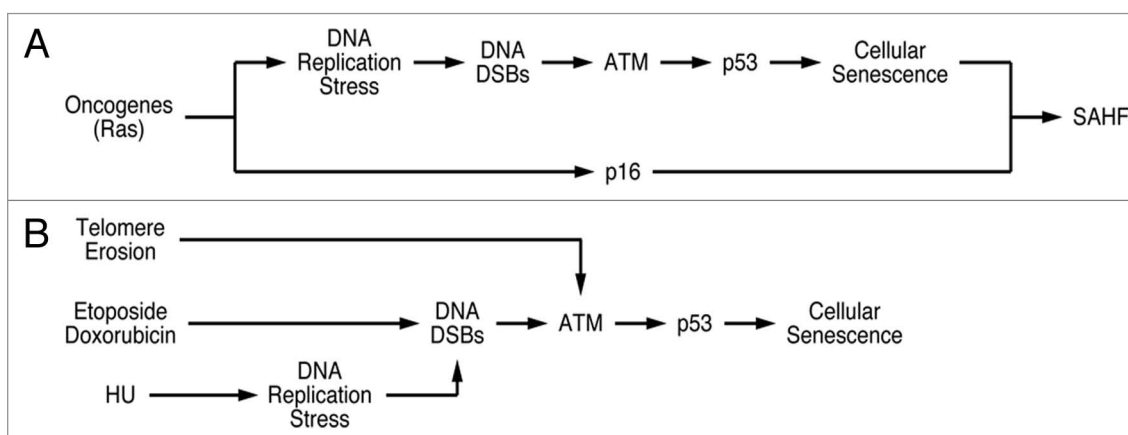 A
Oncogenes
(Ras)
DNA
Replication
Stress
DNA
DSBs
ATM
p53
Cellular
Senescence
p16
SAHF
B
Telomere
Erosion
Etoposide
Doxorubicin
HU
DNA
Replication
Stress
DNA
DSBs
ATM
p53
Cellular
Senescence